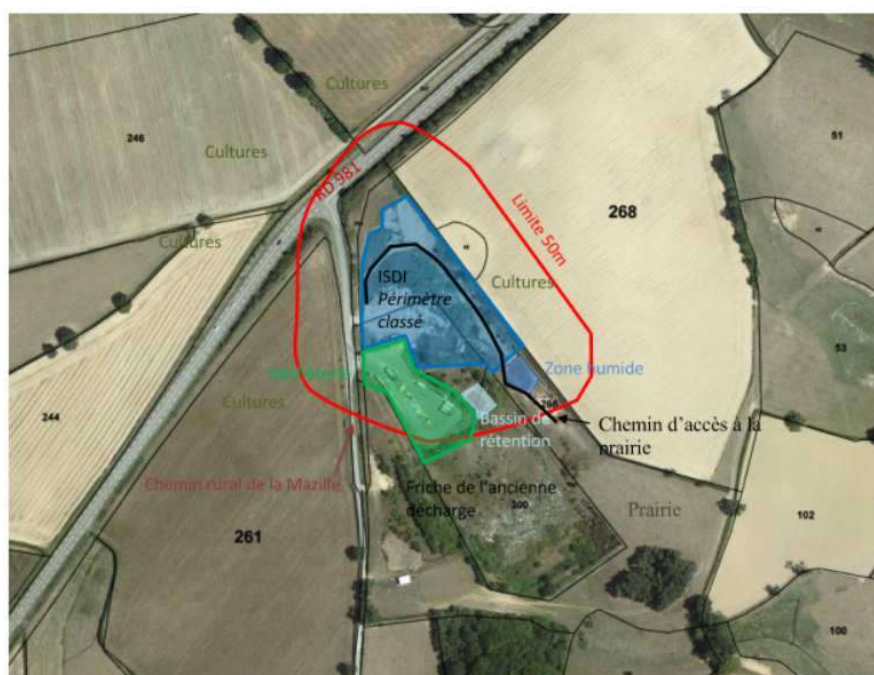 Cultures
51
246
Cultures
RD 981
Limite 50m
268
Cultures
ISDI
Périmètre
classé
Cultures
53
Zone humide
244
Cultures
Bassin de
rétention
Chemin d'accès à la
prairie
Chemin rural de la Mazille
Friche de l'ancienne
décharge
300
Prairie
102
261
100